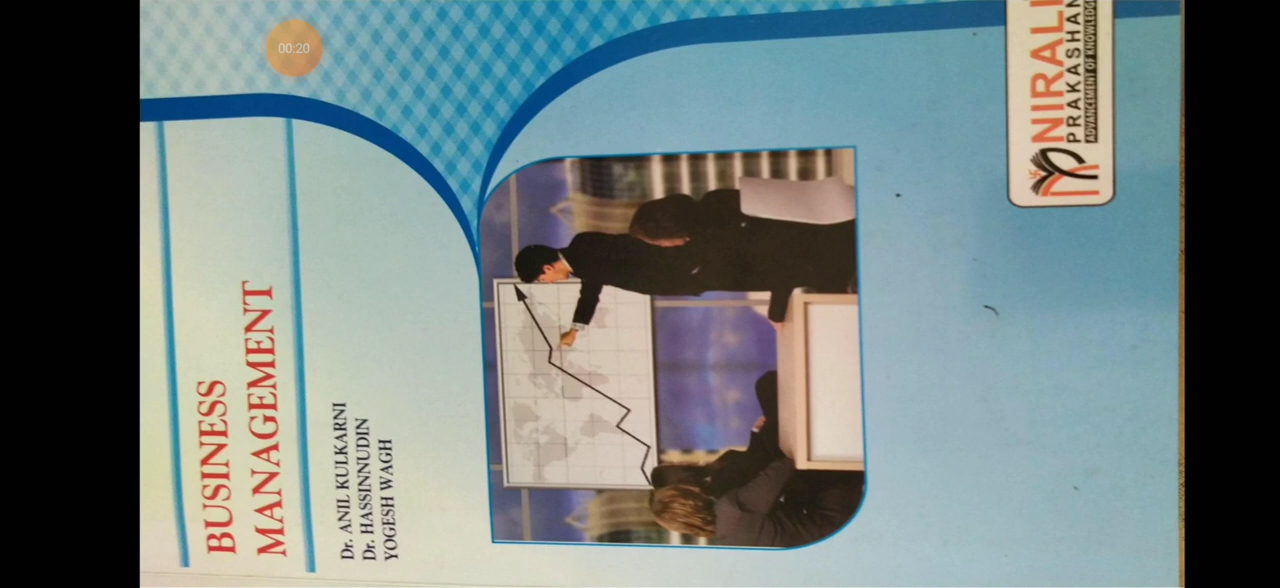 BUSINESS
MANAGEMENT
Dr. ANIL KULKARNI
Dr. HASSINNUDIN
YOGESH WAGH
NIRALI
PRAKASHAN
ADVANCEMENT OF KNOWLEDGE
00:20